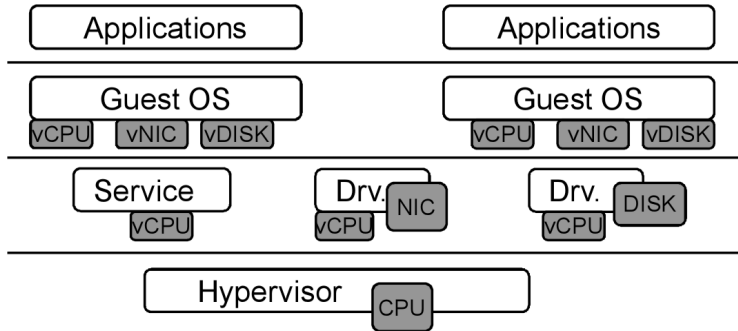 Applications Applications
Guest OS Guest OS
vCPU vNIC vDISK vCPU vNIC vDISK
Service Drv. NIC Drv. DISK
vCPU vCPU vCPU
Hypervisor CPU